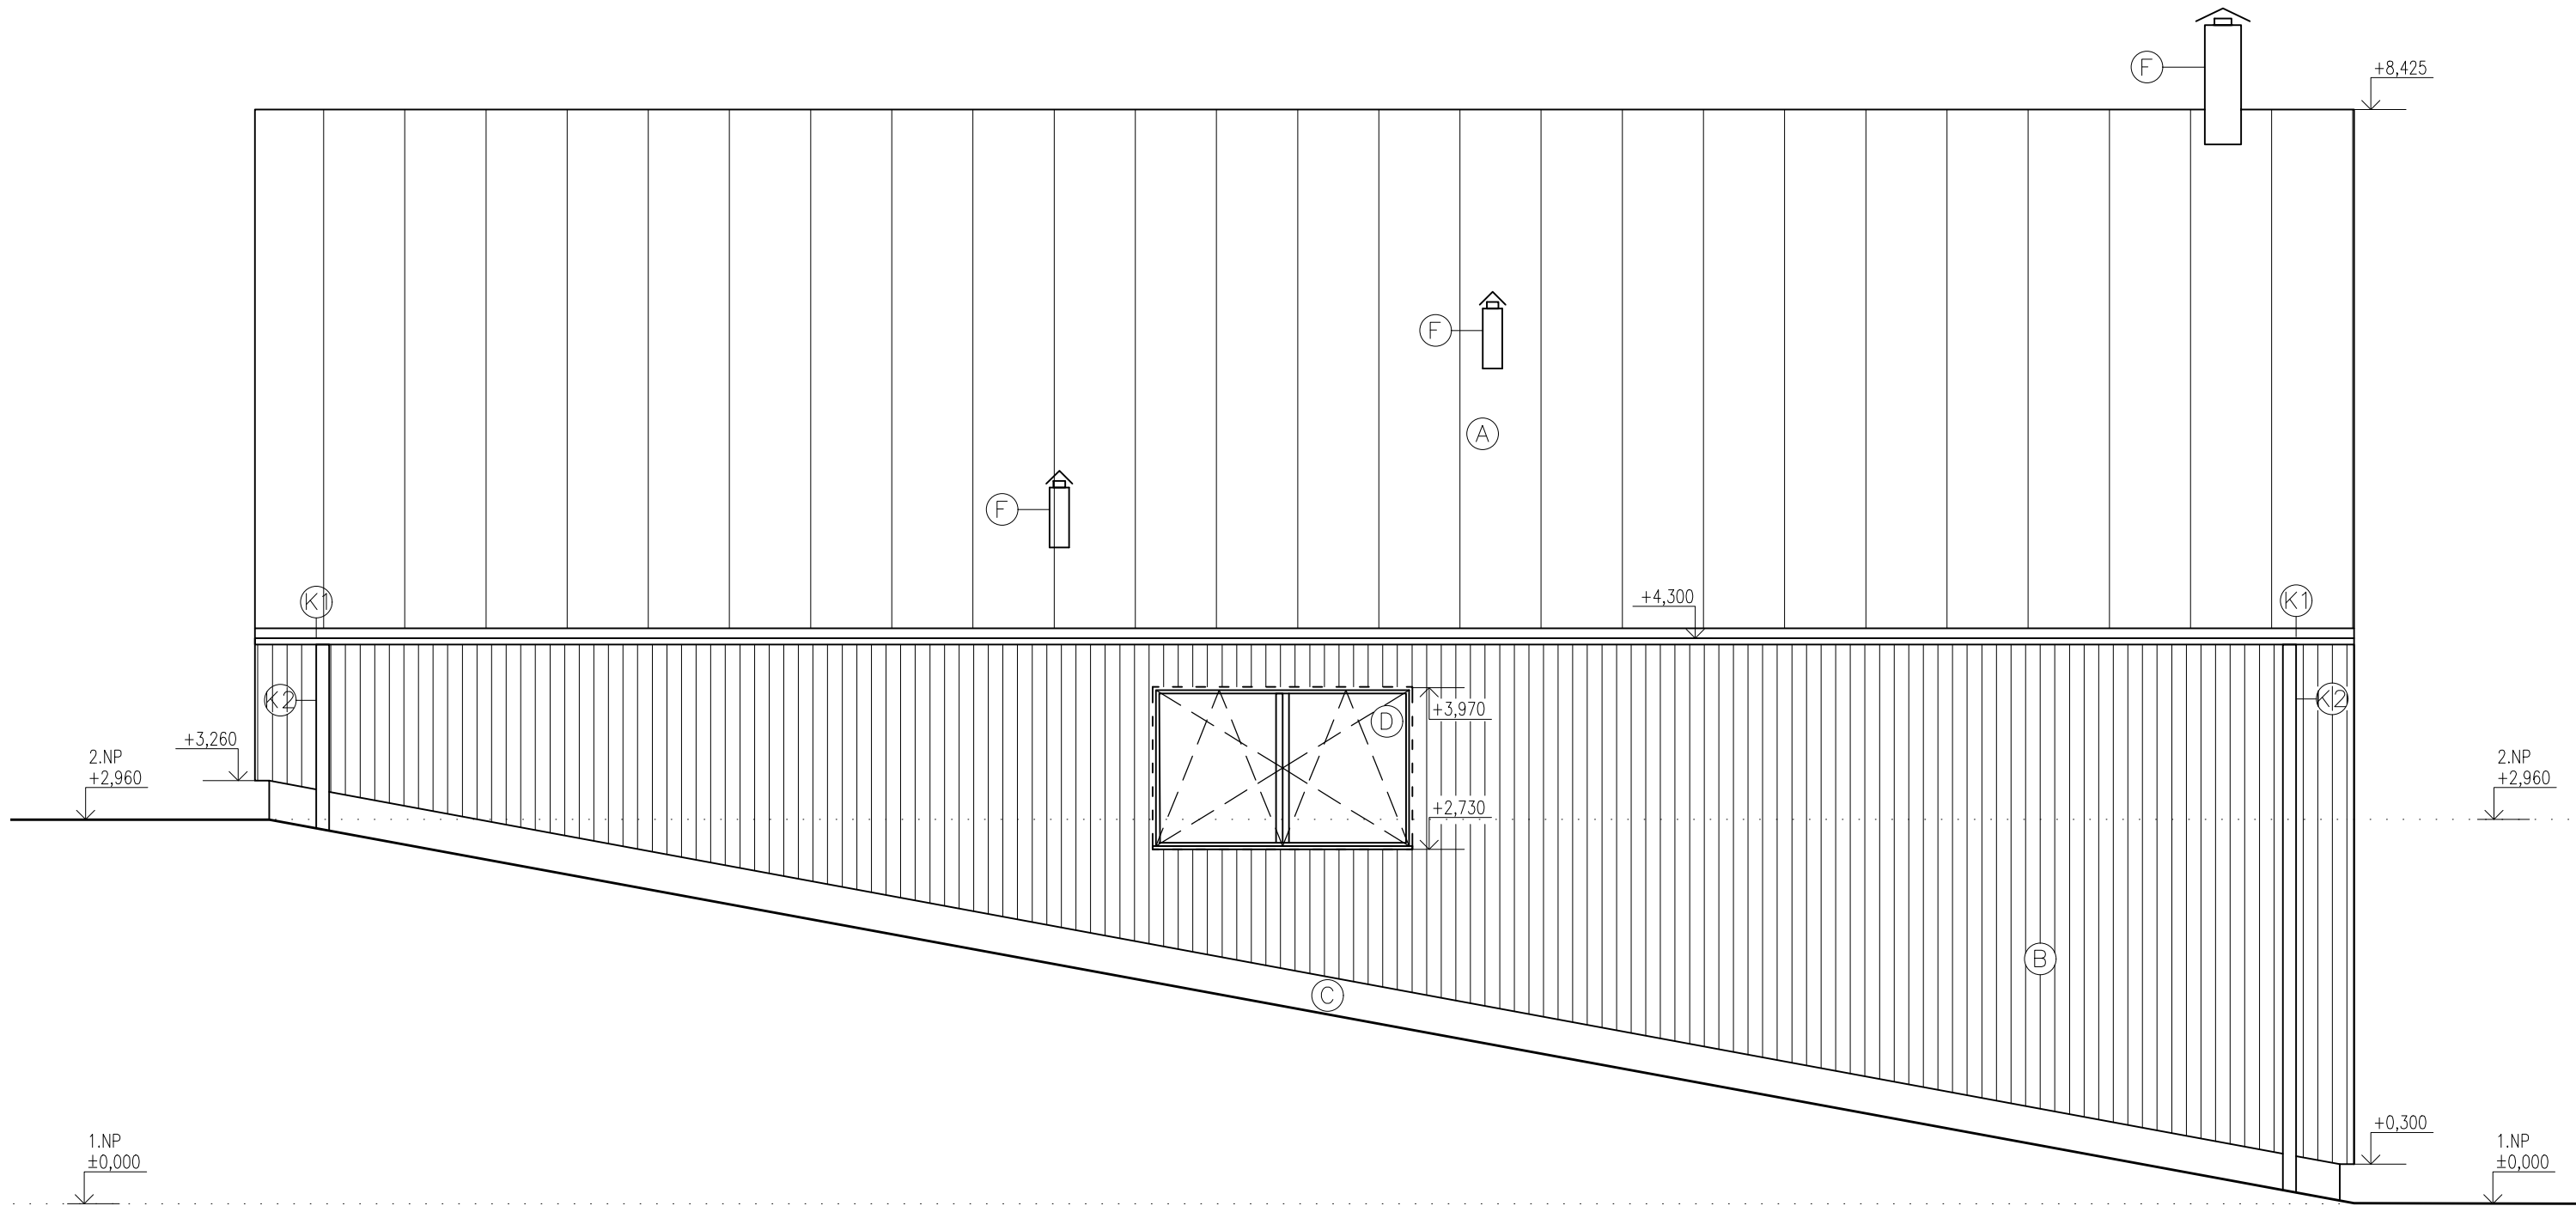 F
+8,425
F
A
F
K1
+4,300
K1
K2
D
+3,970
K2
+3,260
2.NP
+2,960
2.NP
+2,960
+2,730
B
C
+0,300
1.NP
±0,000
1.NP
±0,000